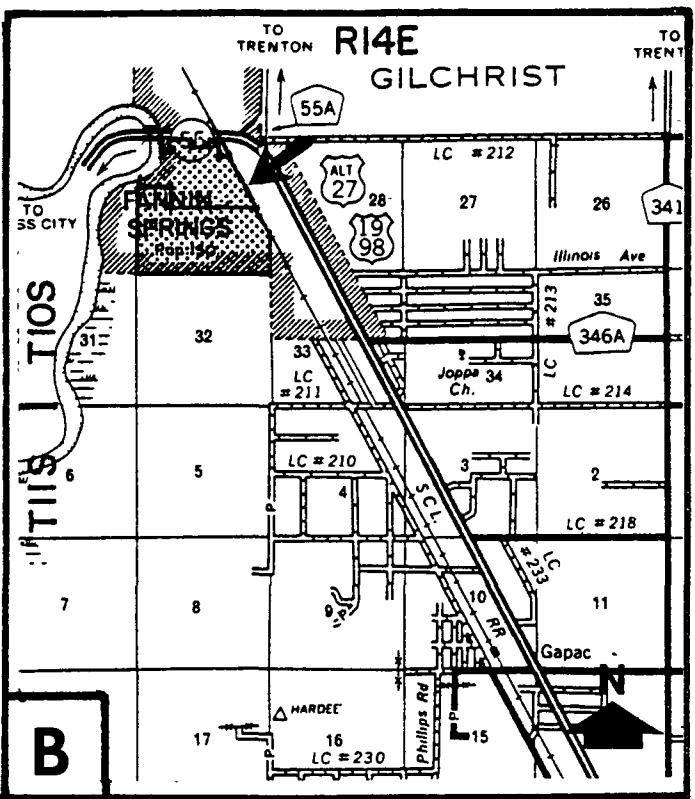 TO
TRENTON
R14E
TO
TRENT
GILCHRIST
55A
55
LC #212
ALT
27
28
27
26
TO
SS CITY
FANNIN
SPRINGS
19
98
341
Illinois Ave
T10S
35
#213
LC
346A
31
32
33
Joppa
Ch.
34
LC
#211
LC #214
T11S
6
5
LC #210
4
3
2
P
S.C.L.
LC #218
LC
#233
7
8
9
P
10
RR
11
Gapac
N
HARDEE
Phillips Rd
P
15
B
17
P
16
LC #230